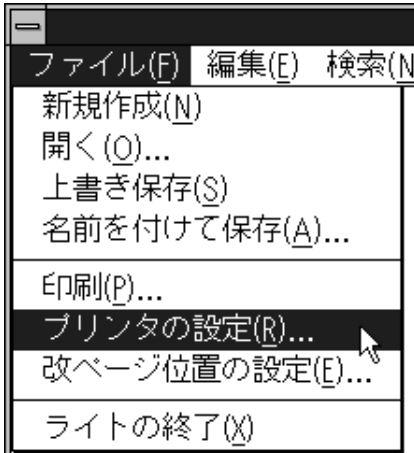 ファイル(F) 編集(E) 検索(N
新規作成(N)
開く(O)...
上書き保存(S)
名前を付けて保存(A)...
印刷(P)...
プリンタの設定(R)...
改ページ位置の設定(E)...
ライトの終了(X)